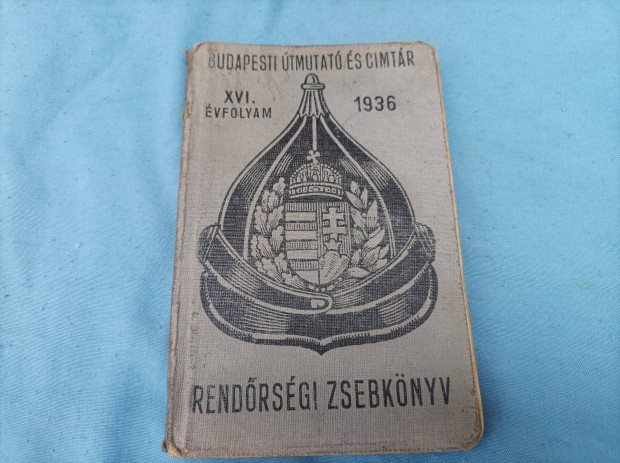 BUDAPESTI ÚTMUTATÓ ÉS CIMTÁR
XVI. 1936
ÉVFOLYAM
RENDŐRSÉGI ZSEBKÖNYV